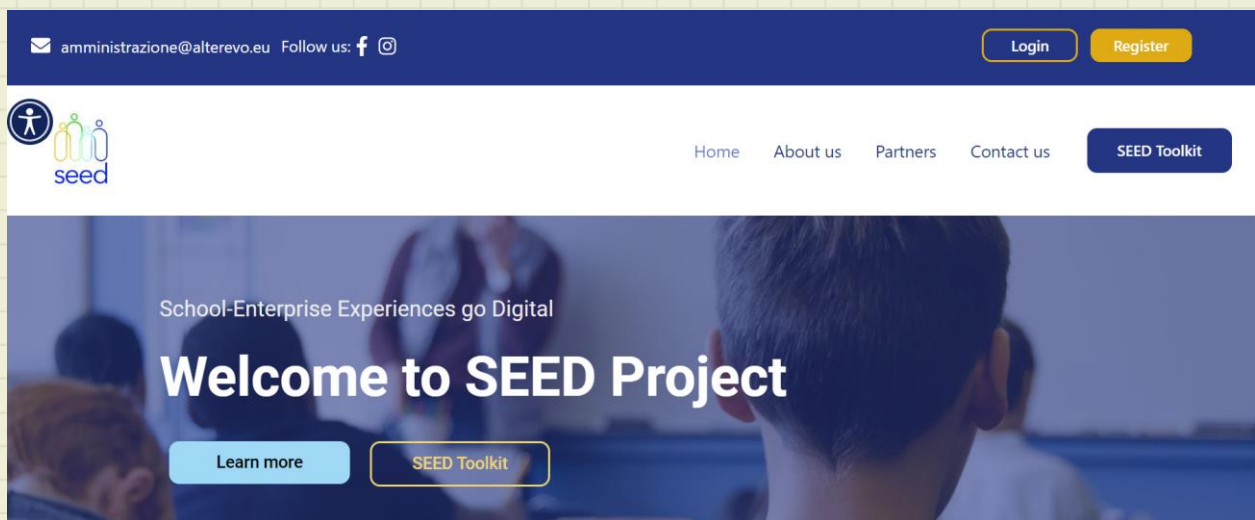 amministrazione@alterevo.eu Follow us:
Login
Register
seed
Home About us Partners Contact us
SEED Toolkit
School-Enterprise Experiences go Digital
Welcome to SEED Project
Learn more
SEED Toolkit